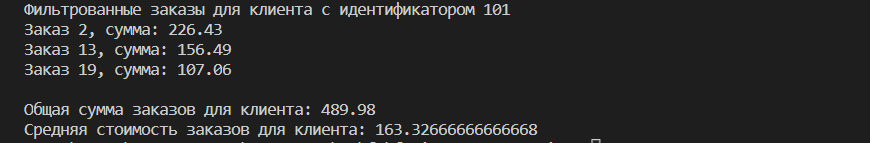 Фильтрованные заказы для клиента с идентификатором 101
Заказ 2, сумма: 226.43
Заказ 13, сумма: 156.49
Заказ 19, сумма: 107.06
Общая сумма заказов для клиента: 489.98
Средняя стоимость заказов для клиента: 163.32666666666668